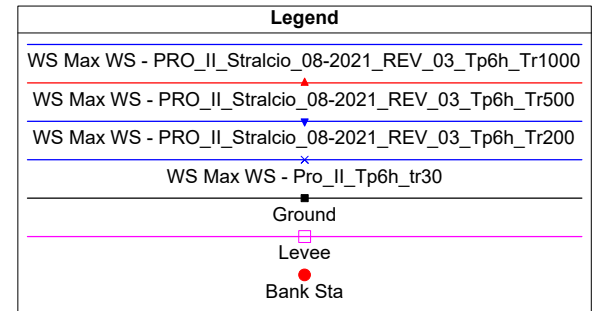 Legend
WS Max WS - PRO_II_Stralcio_08-2021_REV_03_Tp6h_Tr1000
WS Max WS - PRO_II_Stralcio_08-2021_REV_03_Tp6h_Tr500
WS Max WS - PRO_II_Stralcio_08-2021_REV_03_Tp6h_Tr200
WS Max WS - Pro_II_Tp6h_tr30
Ground
Levee
Bank Sta